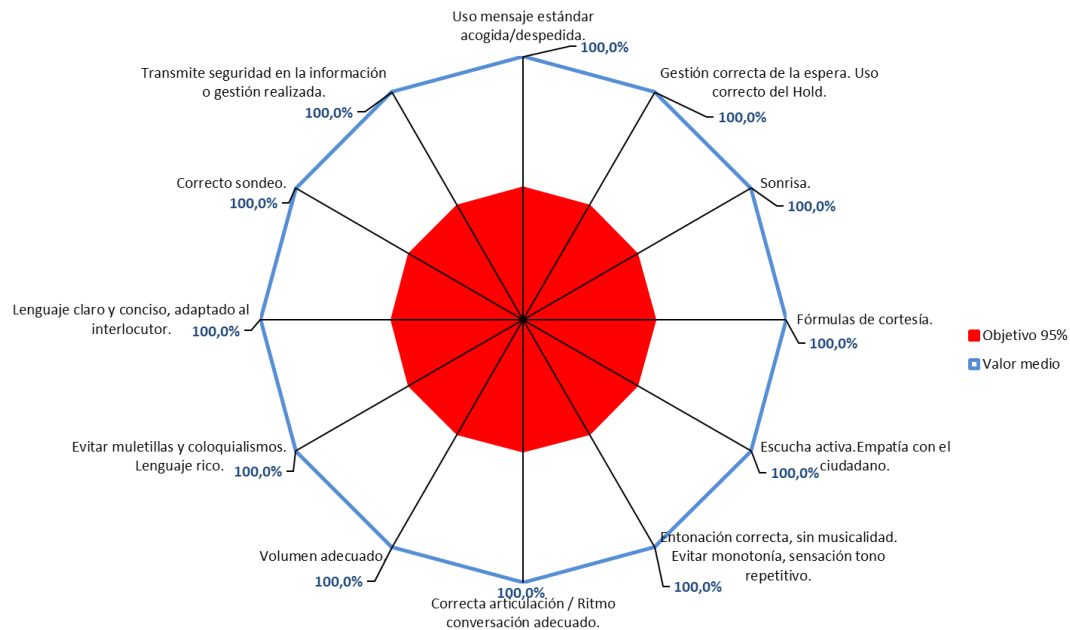 Uso mensaje estándar
acogida/despedida.
100,0%
Gestión correcta de la espera. Uso
correcto del Hold.
100,0%
Sonrisa.
100,0%
Fórmulas de cortesía.
100,0%
Escucha activa.Empatía con el
ciudadano.
100,0%
Entonación correcta, sin musicalidad.
Evitar monotonía, sensación tono
repetitivo.
100,0%
100,0%
Correcta articulación / Ritmo
conversación adecuado.
Volumen adecuado
100,0%
Evitar muletillas y coloquialismos.
Lenguaje rico.
100,0%
Lenguaje claro y conciso, adaptado al
interlocutor.
100,0%
Correcto sondeo.
100,0%
Transmite seguridad en la información
o gestión realizada.
100,0%
Objetivo 95%
Valor medio